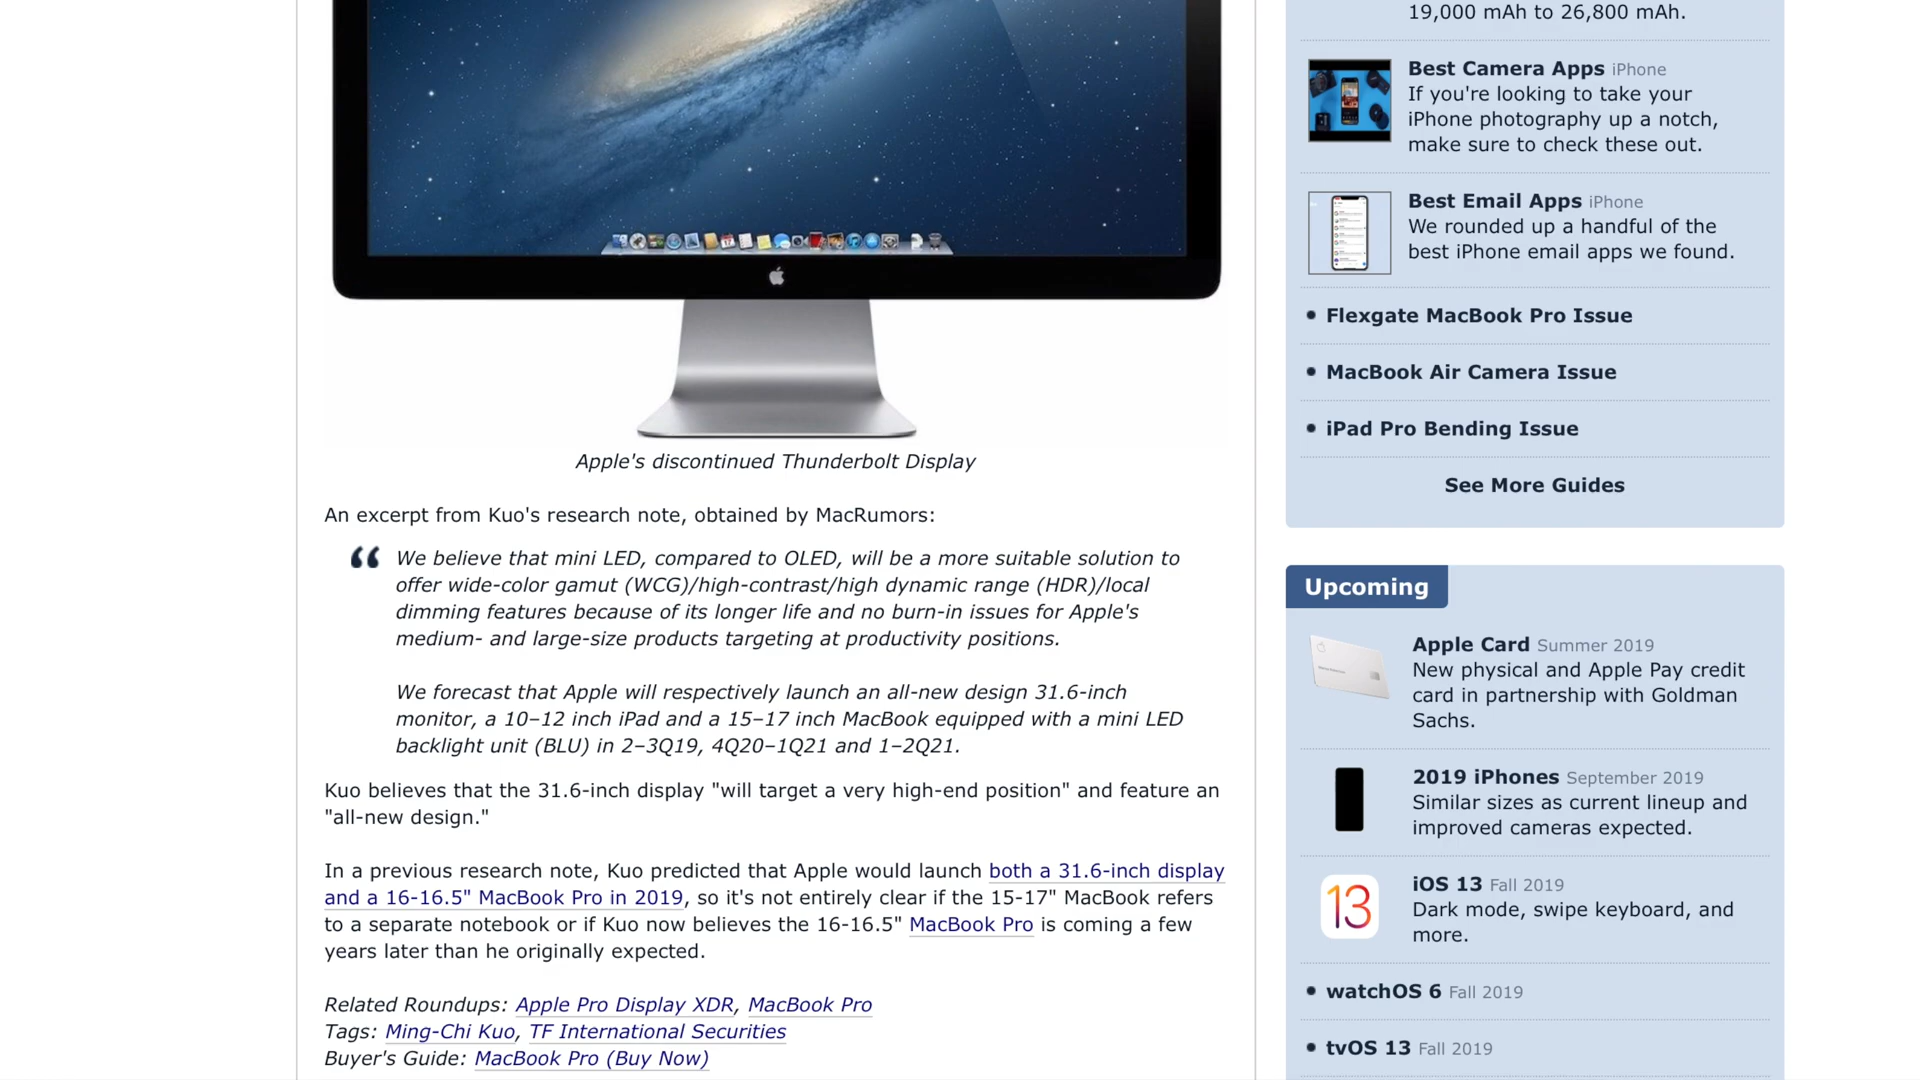 Apple's discontinued Thunderbolt Display
An excerpt from Kuo's research note, obtained by MacRumors:
We believe that mini LED, compared to OLED, will be a more suitable solution to
offer wide-color gamut (WCG)/high-contrast/high dynamic range (HDR)/local
dimming features because of its longer life and no burn-in issues for Apple's
medium- and large-size products targeting at productivity positions.
We forecast that Apple will respectively launch an all-new design 31.6-inch
monitor, a 10–12 inch iPad and a 15–17 inch MacBook equipped with a mini LED
backlight unit (BLU) in 2–3Q19, 4Q20–1Q21 and 1–2Q21.
Kuo believes that the 31.6-inch display "will target a very high-end position" and feature an
"all-new design."
In a previous research note, Kuo predicted that Apple would launch both a 31.6-inch display
and a 16-16.5" MacBook Pro in 2019, so it's not entirely clear if the 15-17" MacBook refers
to a separate notebook or if Kuo now believes the 16-16.5" MacBook Pro is coming a few
years later than he originally expected.
Related Roundups: Apple Pro Display XDR, MacBook Pro
Tags: Ming-Chi Kuo, TF International Securities
Buyer's Guide: MacBook Pro (Buy Now)
19,000 mAh to 26,800 mAh.
Best Camera Apps iPhone
If you're looking to take your
iPhone photography up a notch,
make sure to check these out.
Best Email Apps iPhone
We rounded up a handful of the
best iPhone email apps we found.
• Flexgate MacBook Pro Issue
• MacBook Air Camera Issue
• iPad Pro Bending Issue
See More Guides
Upcoming
Apple Card Summer 2019
New physical and Apple Pay credit
card in partnership with Goldman
Sachs.
2019 iPhones September 2019
Similar sizes as current lineup and
improved cameras expected.
13
iOS 13 Fall 2019
Dark mode, swipe keyboard, and
more.
• watchOS 6 Fall 2019
• tvOS 13 Fall 2019